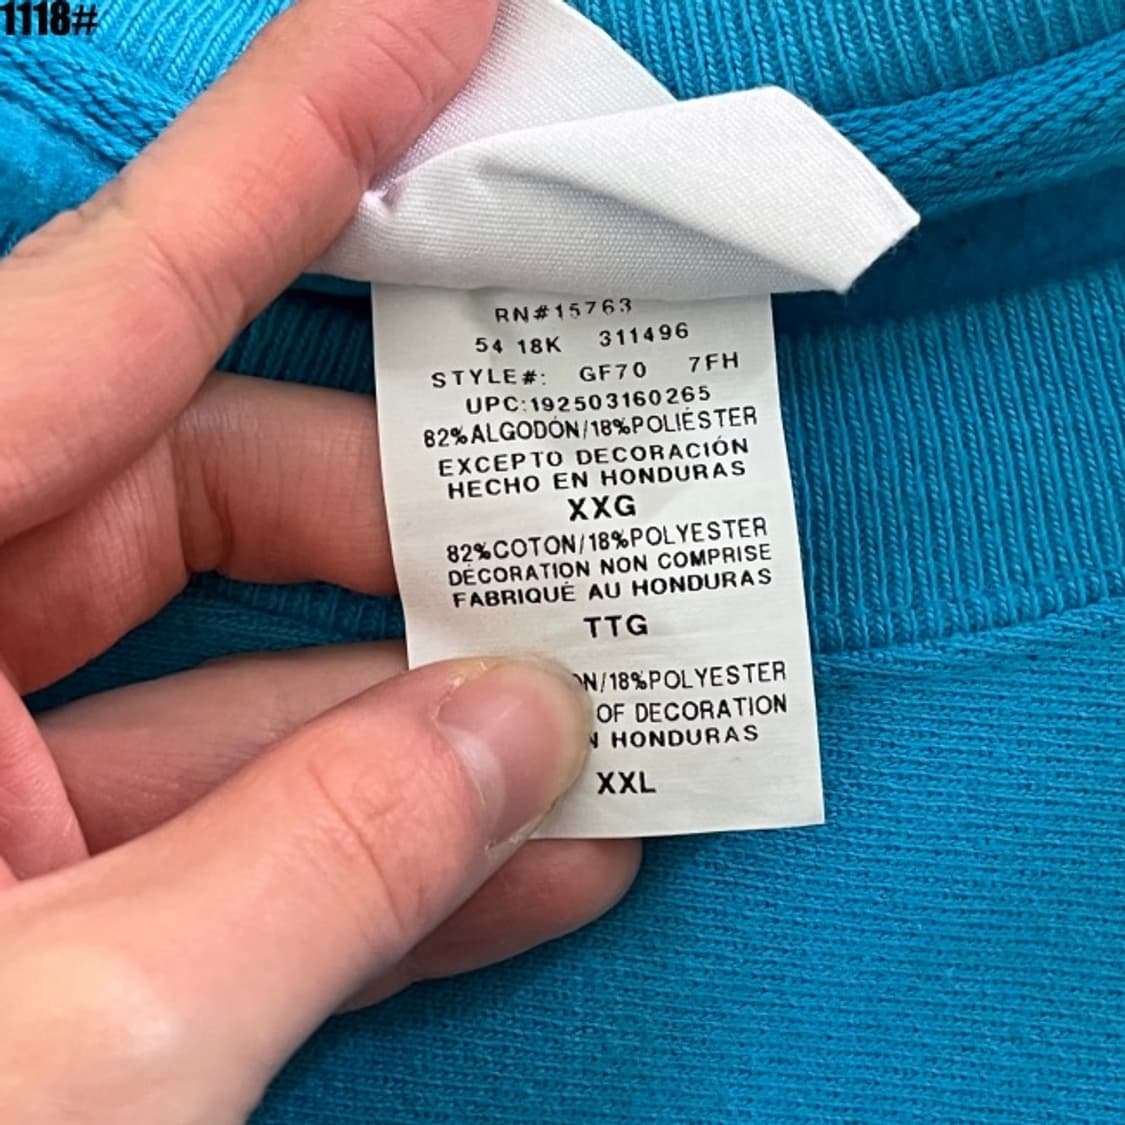 1118#
RN#15763
54 18K 311496
STYLE#: GF70 7FH
UPC:192503160265
82%ALGODÓN/18%POLIÉSTER
EXCEPTO DECORACIÓN
HECHO EN HONDURAS
XXG
82%COTON/18%POLYESTER
DÉCORATION NON COMPRISE
FABRIQUÉ AU HONDURAS
TTG
/18%POLYESTER
OF DECORATION
HONDURAS
XXL